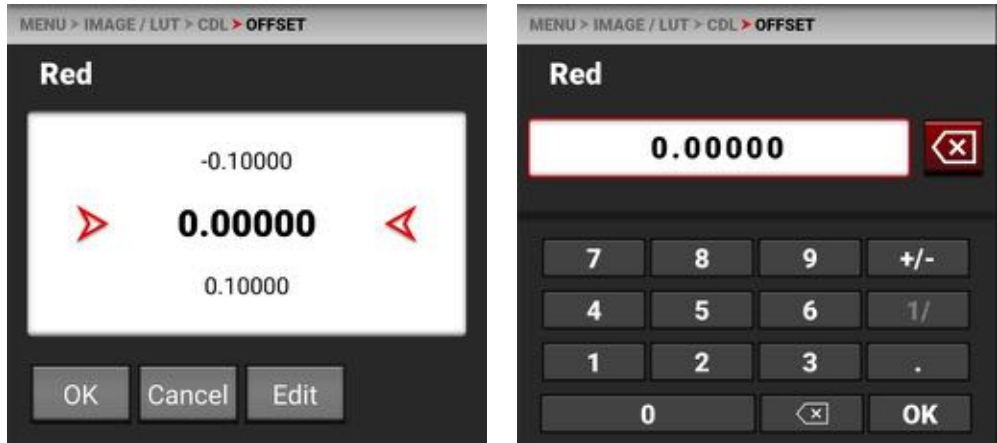 MENU > IMAGE / LUT > CDL > OFFSET
Red
-0.10000
0.00000
0.10000
OK Cancel Edit
MENU > IMAGE / LUT > CDL > OFFSET
Red
0.00000
7 8 9 +/-
4 5 6 1/
1 2 3 .
0 OK